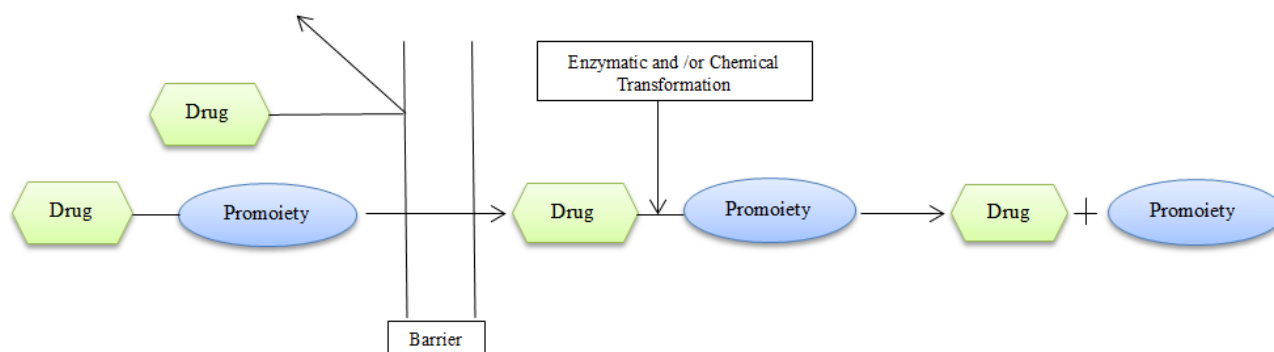 Enzymatic and /or Chemical
Transformation
Drug
Drug
Promoiety
Drug
Promoiety
Drug
+
Promoiety
Barrier